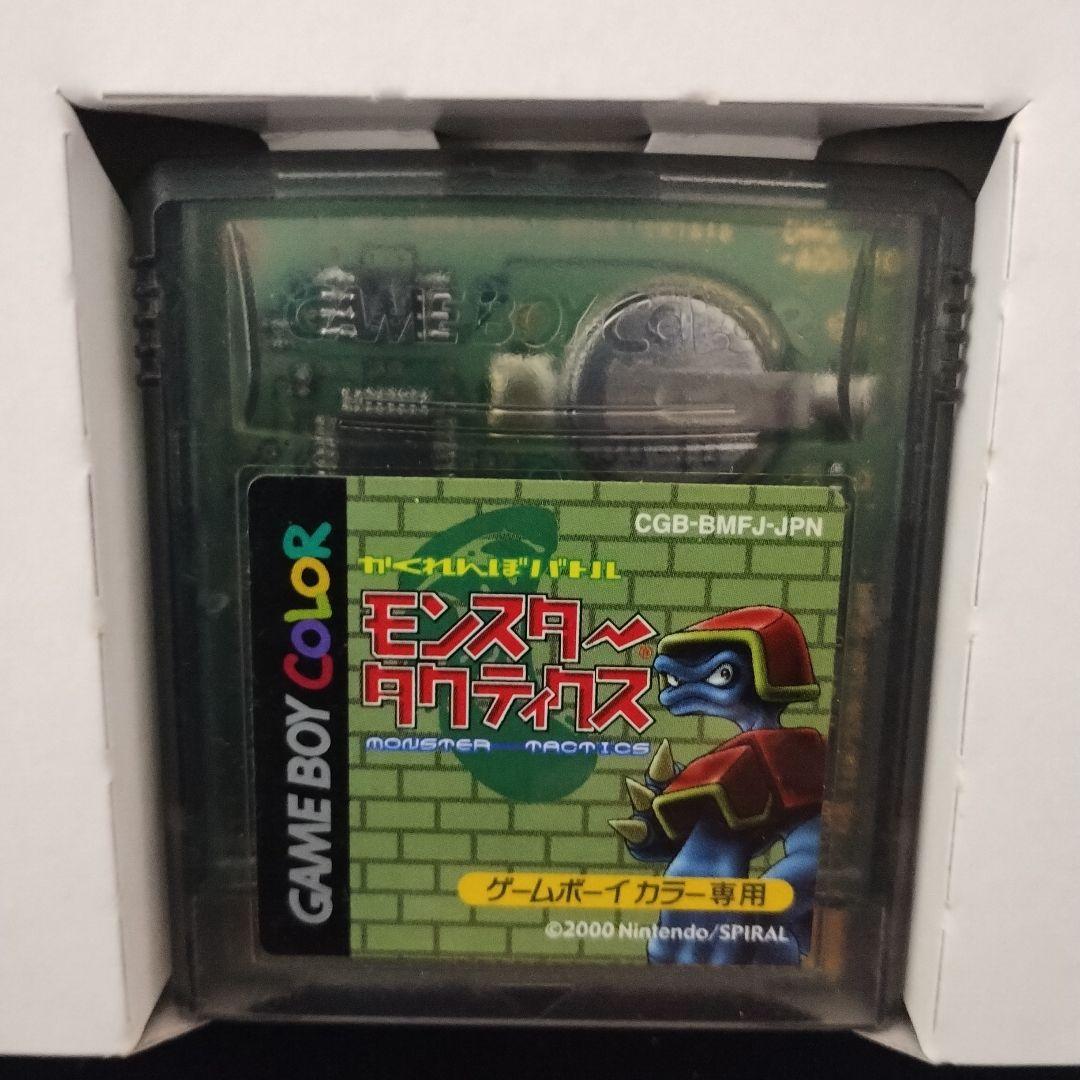 GAME BOY Color
CGB-BMFJ-JPN
かくれんぼバトル
モンスター
タクティクス
MONSTER TACTICS
GAME BOY COLOR
ゲームボーイカラー専用
©2000 Nintendo/SPIRAL